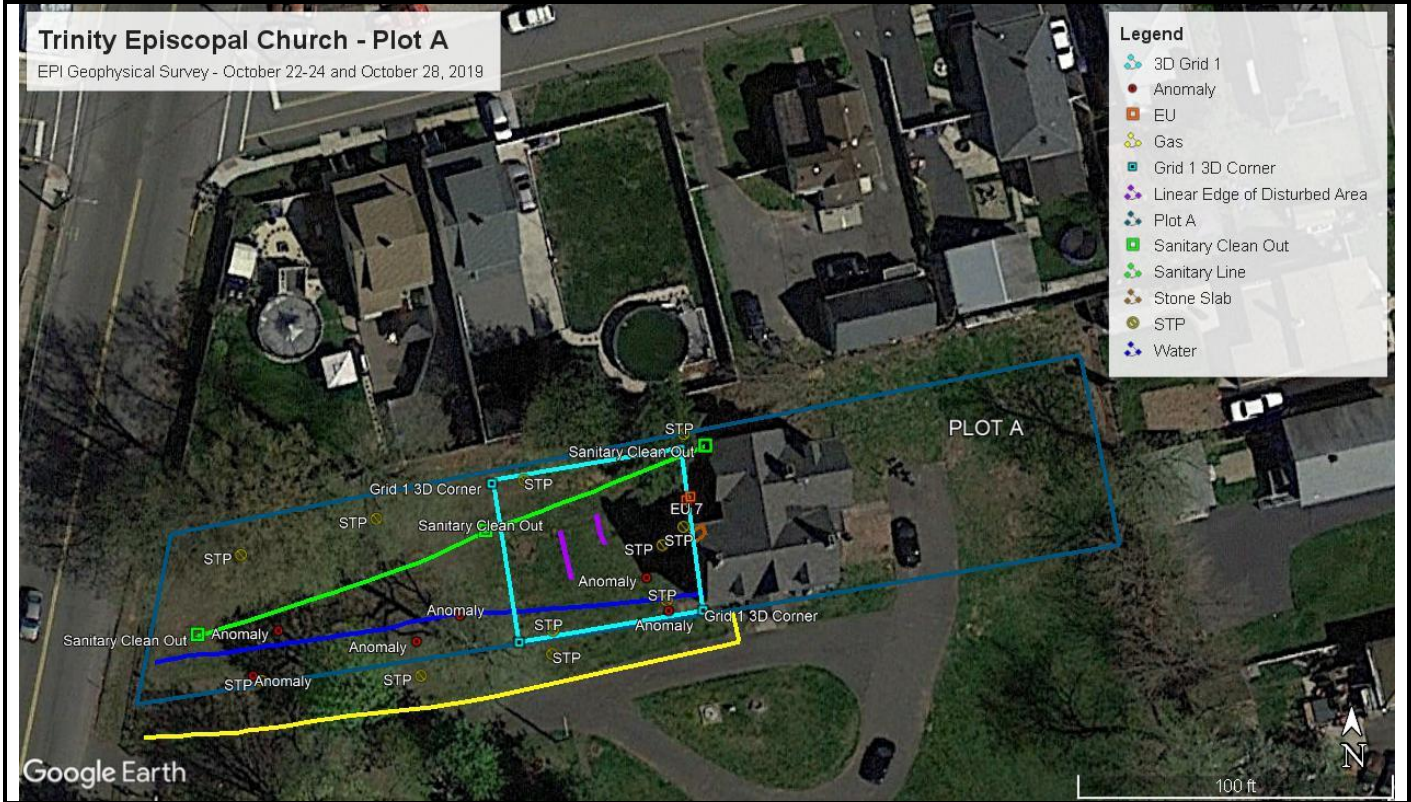 Trinity Episcopal Church - Plot A
EPI Geophysical Survey - October 22-24 and October 28, 2019
Legend
3D Grid 1
Anomaly
EU
Gas
Grid 1 3D Corner
Linear Edge of Disturbed Area
Plot A
Sanitary Clean Out
Sanitary Line
Stone Slab
STP
Water
PLOT A
STP
Sanitary Clean Out
Grid 1 3D Corner
STP
EU 7
STP
Sanitary Clean Out
STP
STP
STP
Anomaly
STP
Anomaly
Anomaly
Grid 1 3D Corner
STP
Anomaly
Sanitary Clean Out
Anomaly
STP
STP
STP
Anomaly
Google Earth
N
100 ft